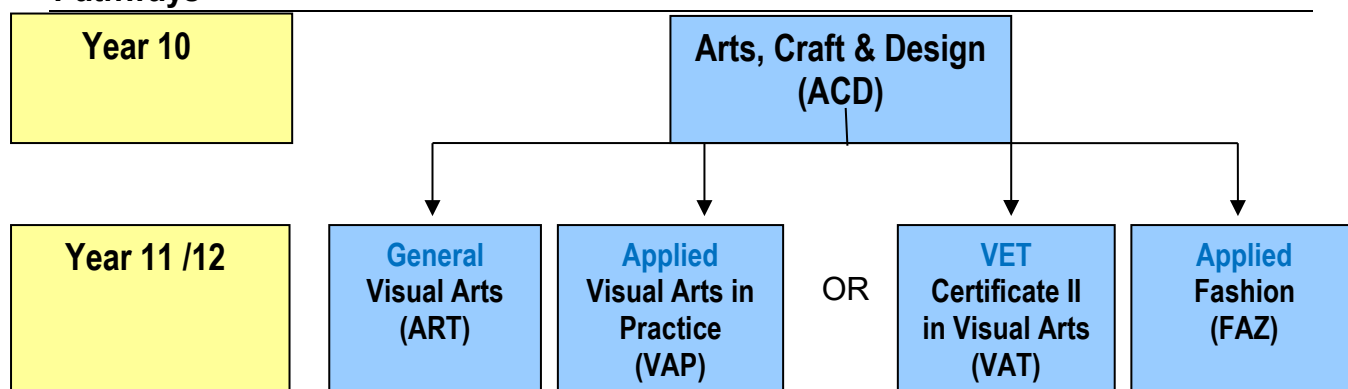 Pathways
Year 10
Arts, Craft & Design
(ACD)
Year 11 /12
General
Visual Arts
(ART)
Applied
Visual Arts in
Practice
(VAP)
OR
VET
Certificate II
in Visual Arts
(VAT)
Applied
Fashion
(FAZ)